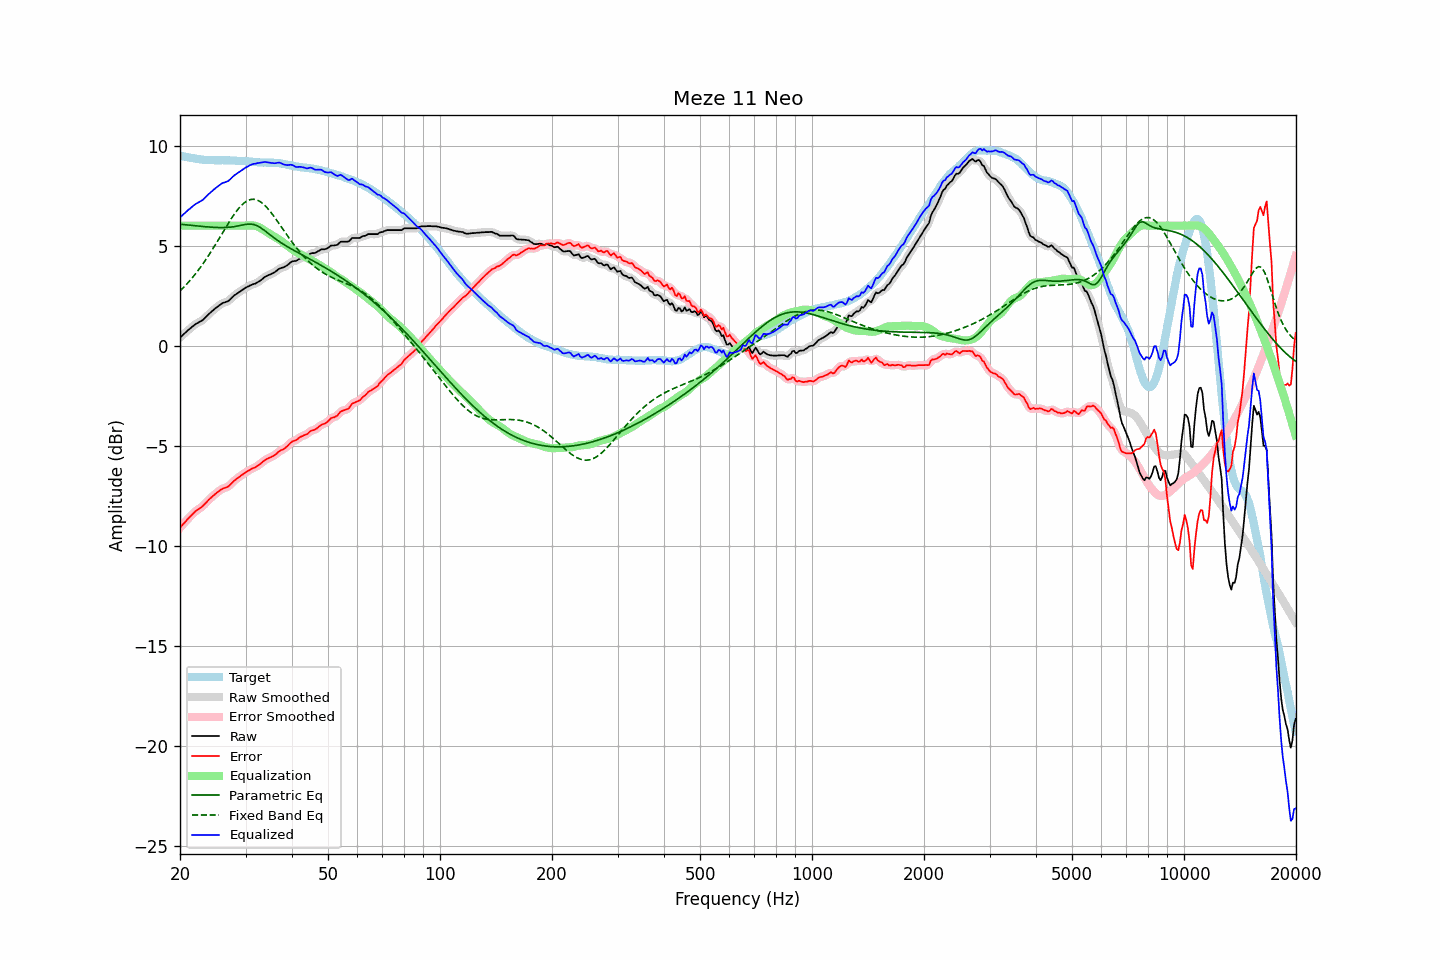 Meze 11 Neo
10
5
0
−5
−10
−15
−20
−25
Amplitude (dBr)
Target
Raw Smoothed
Error Smoothed
Raw
Error
Equalization
Parametric Eq
Fixed Band Eq
Equalized
20 50 100 200 500 1000 2000 5000 10000 20000
Frequency (Hz)